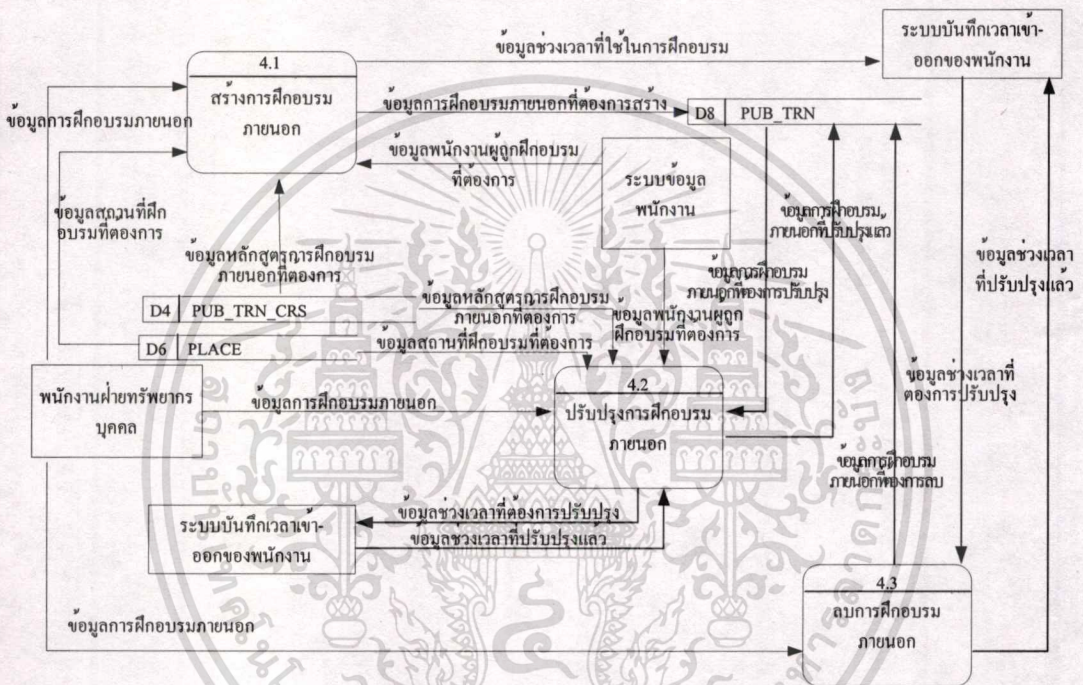 ระบบบันทึกเวลาเข้า-
ออกของพนักงาน
ข้อมูลช่วงเวลาที่ใช้ในการฝึกอบรม
4.1
สร้างการฝึกอบรม
ภายนอก
ข้อมูลการฝึกอบรมภายนอก
ข้อมูลการฝึกอบรมภายนอกที่ต้องการสร้าง
D8 PUB_TRN
ข้อมูลพนักงานผู้ถูกฝึกอบรม
ที่ต้องการ
ระบบข้อมูล
พนักงาน
ข้อมูลสถานที่ฝึก
อบรมที่ต้องการ
ข้อมูลการฝึกอบรม
ภายนอกที่ปรับปรุงแล้ว
ข้อมูลช่วงเวลา
ที่ปรับปรุงแล้ว
ข้อมูลหลักสูตรการฝึกอบรม
ภายนอกที่ต้องการ
ข้อมูลการฝึกอบรม
ภายนอกที่ต้องการปรับปรุง
D4 PUB_TRN_CRS
ข้อมูลหลักสูตรการฝึกอบรม
ภายนอกที่ต้องการ
ข้อมูลพนักงานผู้ถูก
ฝึกอบรมที่ต้องการ
D6 PLACE
ข้อมูลสถานที่ฝึกอบรมที่ต้องการ
พนักงานฝ่ายทรัพยากร
บุคคล
ข้อมูลการฝึกอบรมภายนอก
4.2
ปรับปรุงการฝึกอบรม
ภายนอก
ข้อมูลช่วงเวลาที่
ต้องการปรับปรุง
ข้อมูลการฝึกอบรม
ภายนอกที่ต้องการลบ
ระบบบันทึกเวลาเข้า-
ออกของพนักงาน
ข้อมูลช่วงเวลาที่ต้องการปรับปรุง
ข้อมูลช่วงเวลาที่ปรับปรุงแล้ว
4.3
ลบการฝึกอบรม
ภายนอก
ข้อมูลการฝึกอบรมภายนอก